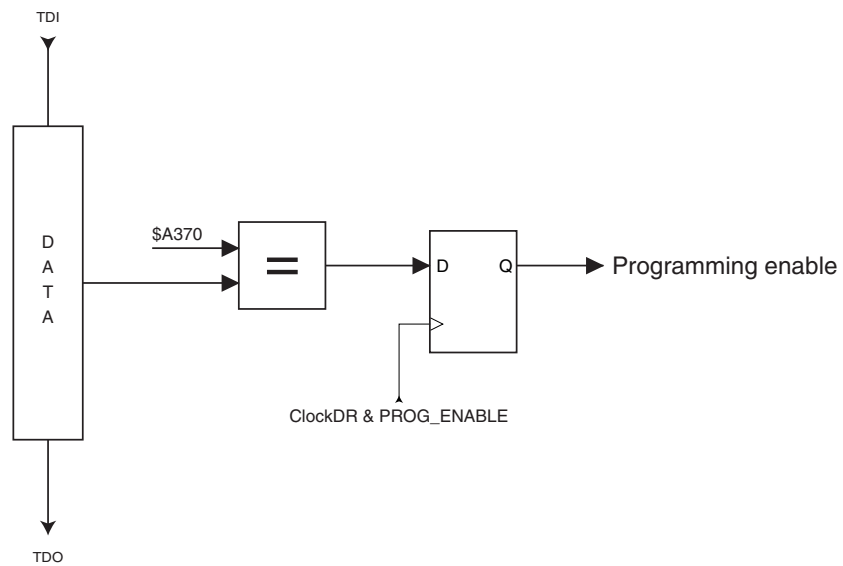 TDI
D
A
T
A
$A370
=
D
Q
Programming enable
ClockDR & PROG_ENABLE
TDO